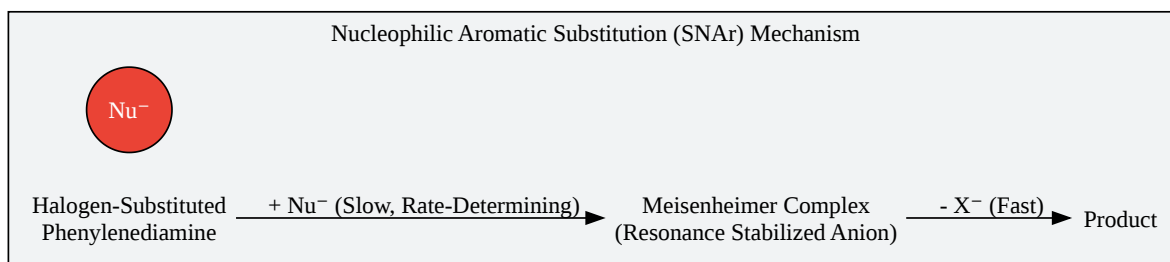 Nucleophilic Aromatic Substitution (SNAr) Mechanism
Nu⁻
Halogen-Substituted
Phenylenediamine
+ Nu⁻ (Slow, Rate-Determining)
Meisenheimer Complex
(Resonance Stabilized Anion)
- X⁻ (Fast)
Product